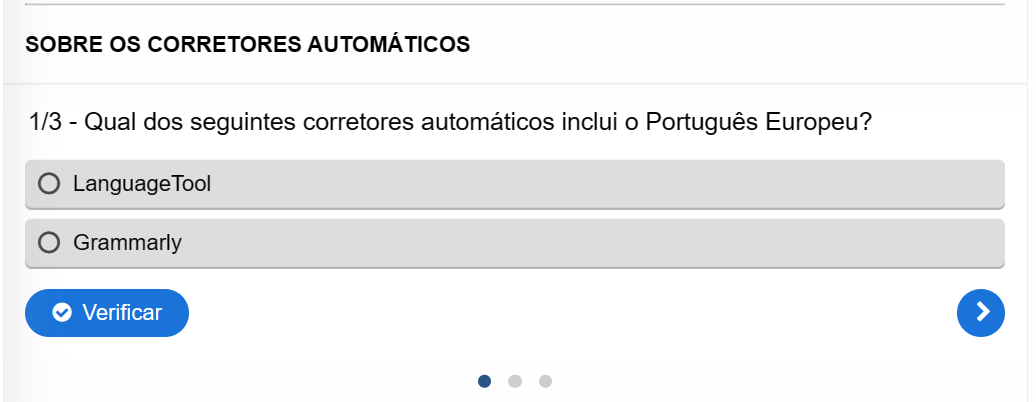 SOBRE OS CORRETORES AUTOMÁTICOS
1/3 - Qual dos seguintes corretores automáticos inclui o Português Europeu?
LanguageTool
Grammarly
Verificar